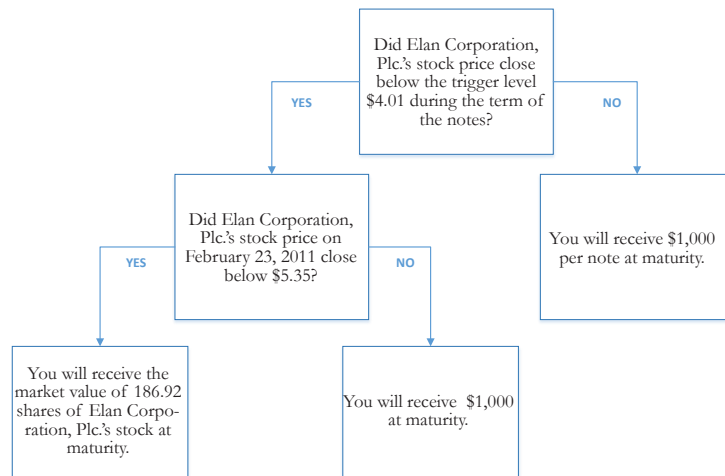 Did Elan Corporation,
Plc.'s stock price close
below the trigger level
$4.01 during the term of
the notes?
YES
NO
Did Elan Corporation,
Plc.'s stock price on
February 23, 2011 close
below $5.35?
You will receive $1,000
per note at maturity.
YES
NO
You will receive the
market value of 186.92
shares of Elan Corpo-
ration, Plc.'s stock at
maturity.
You will receive $1,000
at maturity.